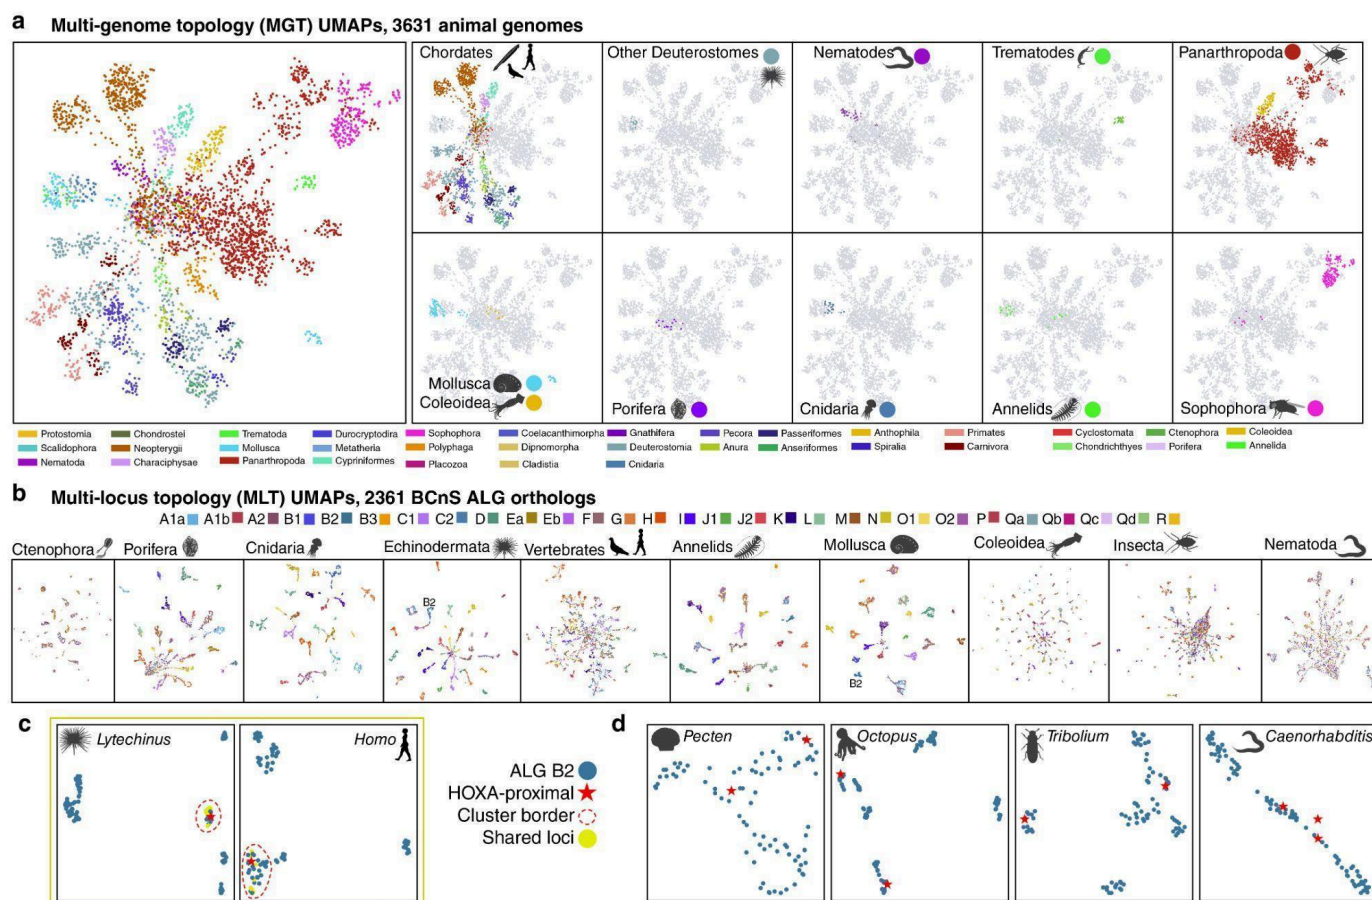 a Multi-genome topology (MGT) UMAPs, 3631 animal genomes
Chordates
Other Deuterostomes
Nematodes
Trematodes
Panarthropoda
Mollusca
Coleoidea
Porifera
Cnidaria
Annelids
Sophophora
Protostomia Chondrostei Trematoda Durocryptodira Sophophora Coelacanthimorpha Gnathifera Pecora Passeriformes Anthophila Primates Cyclostomata Ctenophora Coleoidea
Scalidophora Neopterygii Mollusca Metatheria Polyphaga Dipnomorpha Deuterostomia Anura Anseriformes Spiralia Carnivora Chondrichthyes Porifera Annelida
Nematoda Characiphysae Panarthropoda Cypriniformes Placozoa Cladistia Cnidaria
b Multi-locus topology (MLT) UMAPs, 2361 BCnS ALG orthologs
A1a A1b A2 B1 B2 B3 C1 C2 D Ea Eb F G H I J1 J2 K L M N O1 O2 P Qa Qb Qc Qd R
Ctenophora Porifera Cnidaria Echinodermata Vertebrates Annelids Mollusca Coleoidea Insecta Nematoda
B2
B2
c
Lytechinus
Homo
ALG B2
HOXA-proximal
Cluster border
Shared loci
d
Pecten
Octopus
Tribolium
Caenorhabditis